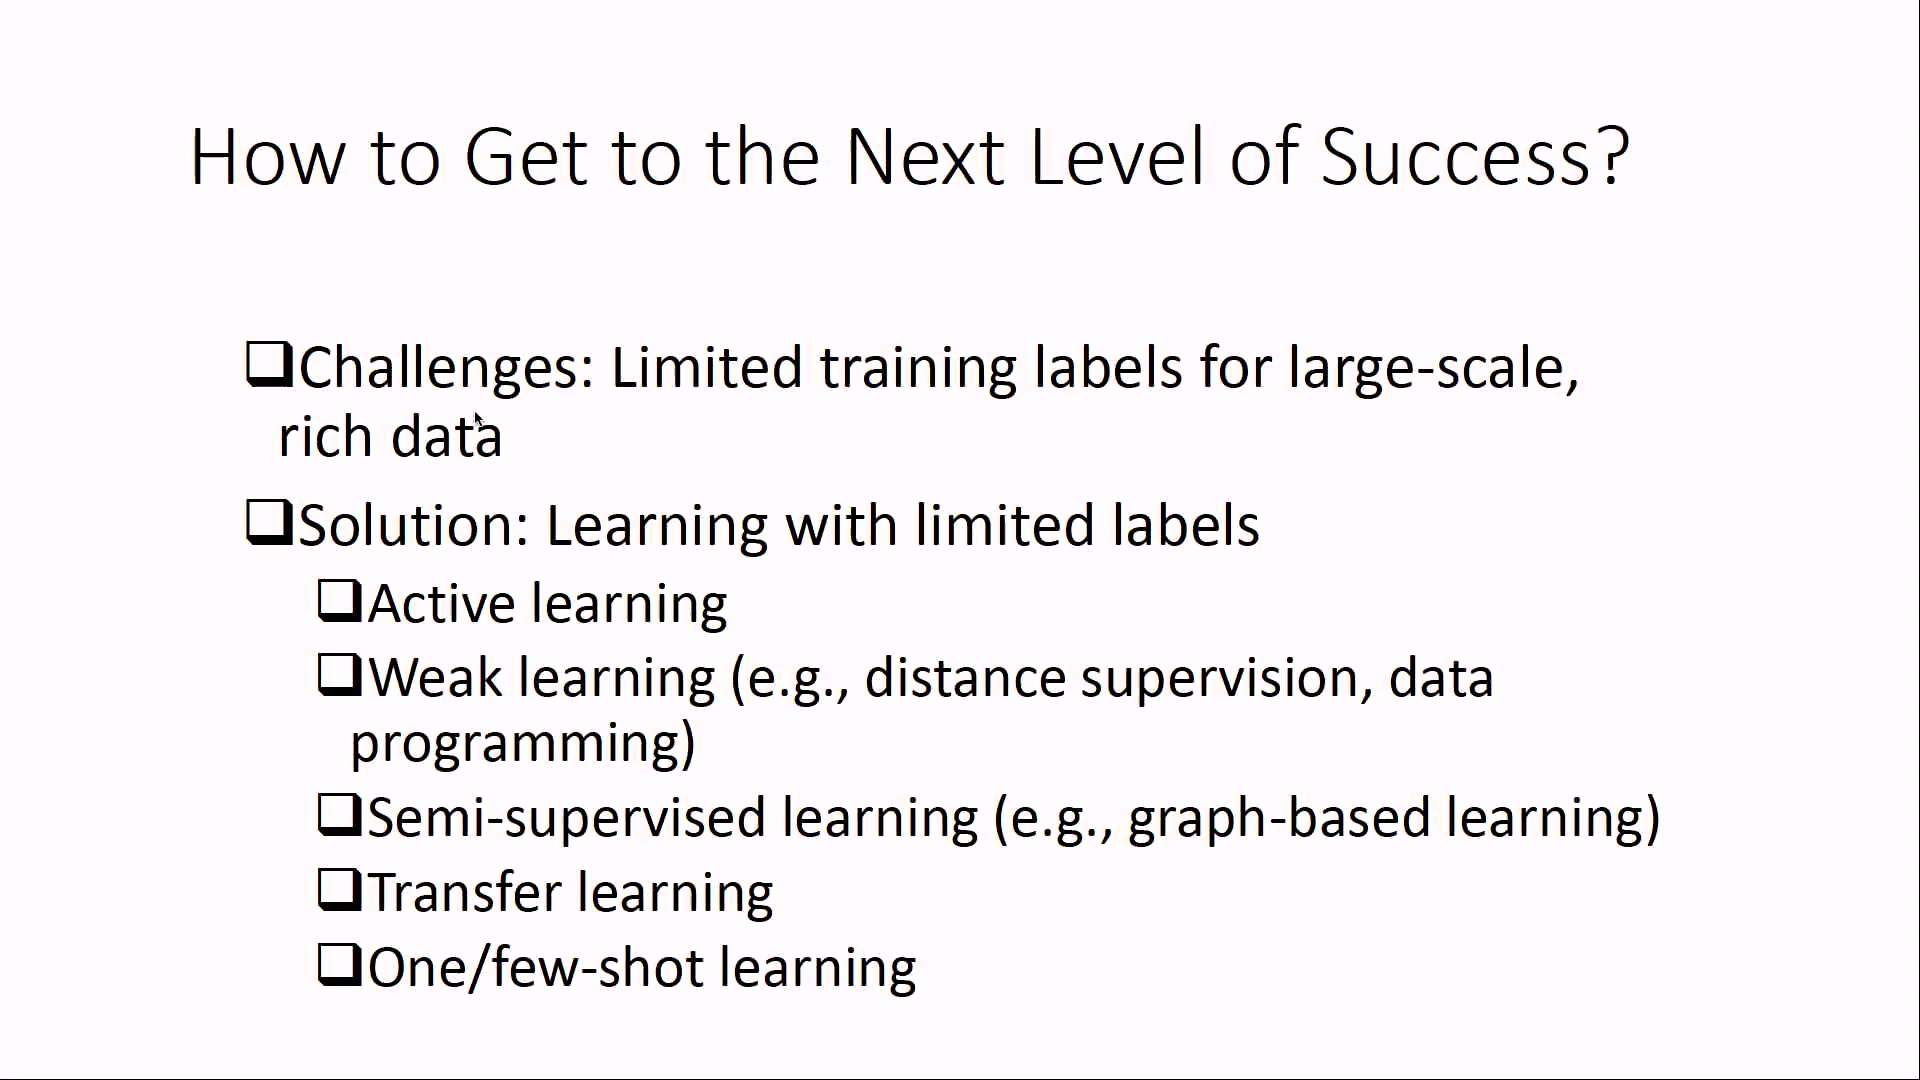 How to Get to the Next Level of Success?
Challenges: Limited training labels for large-scale,
rich data
Solution: Learning with limited labels
Active learning
Weak learning (e.g., distance supervision, data
programming)
Semi-supervised learning (e.g., graph-based learning)
Transfer learning
One/few-shot learning